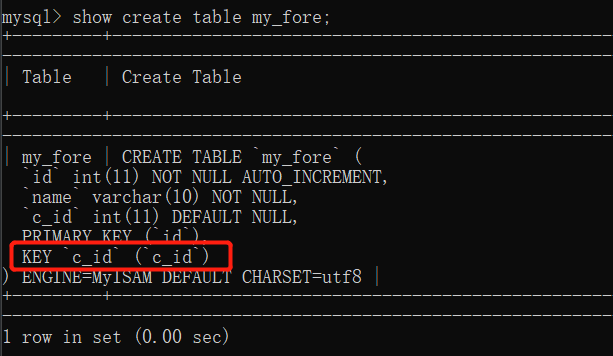 mysql> show create table my_fore;
+---------+--------------------------------------------------
---------------------------------------------------------------
| Table   | Create Table
+---------+--------------------------------------------------
---------------------------------------------------------------
| my_fore | CREATE TABLE `my_fore` (
  `id` int(11) NOT NULL AUTO_INCREMENT,
  `name` varchar(10) NOT NULL,
  `c_id` int(11) DEFAULT NULL,
  PRIMARY KEY (`id`),
  KEY `c_id` (`c_id`)
) ENGINE=MyISAM DEFAULT CHARSET=utf8 |
+---------+--------------------------------------------------
---------------------------------------------------------------
1 row in set (0.00 sec)